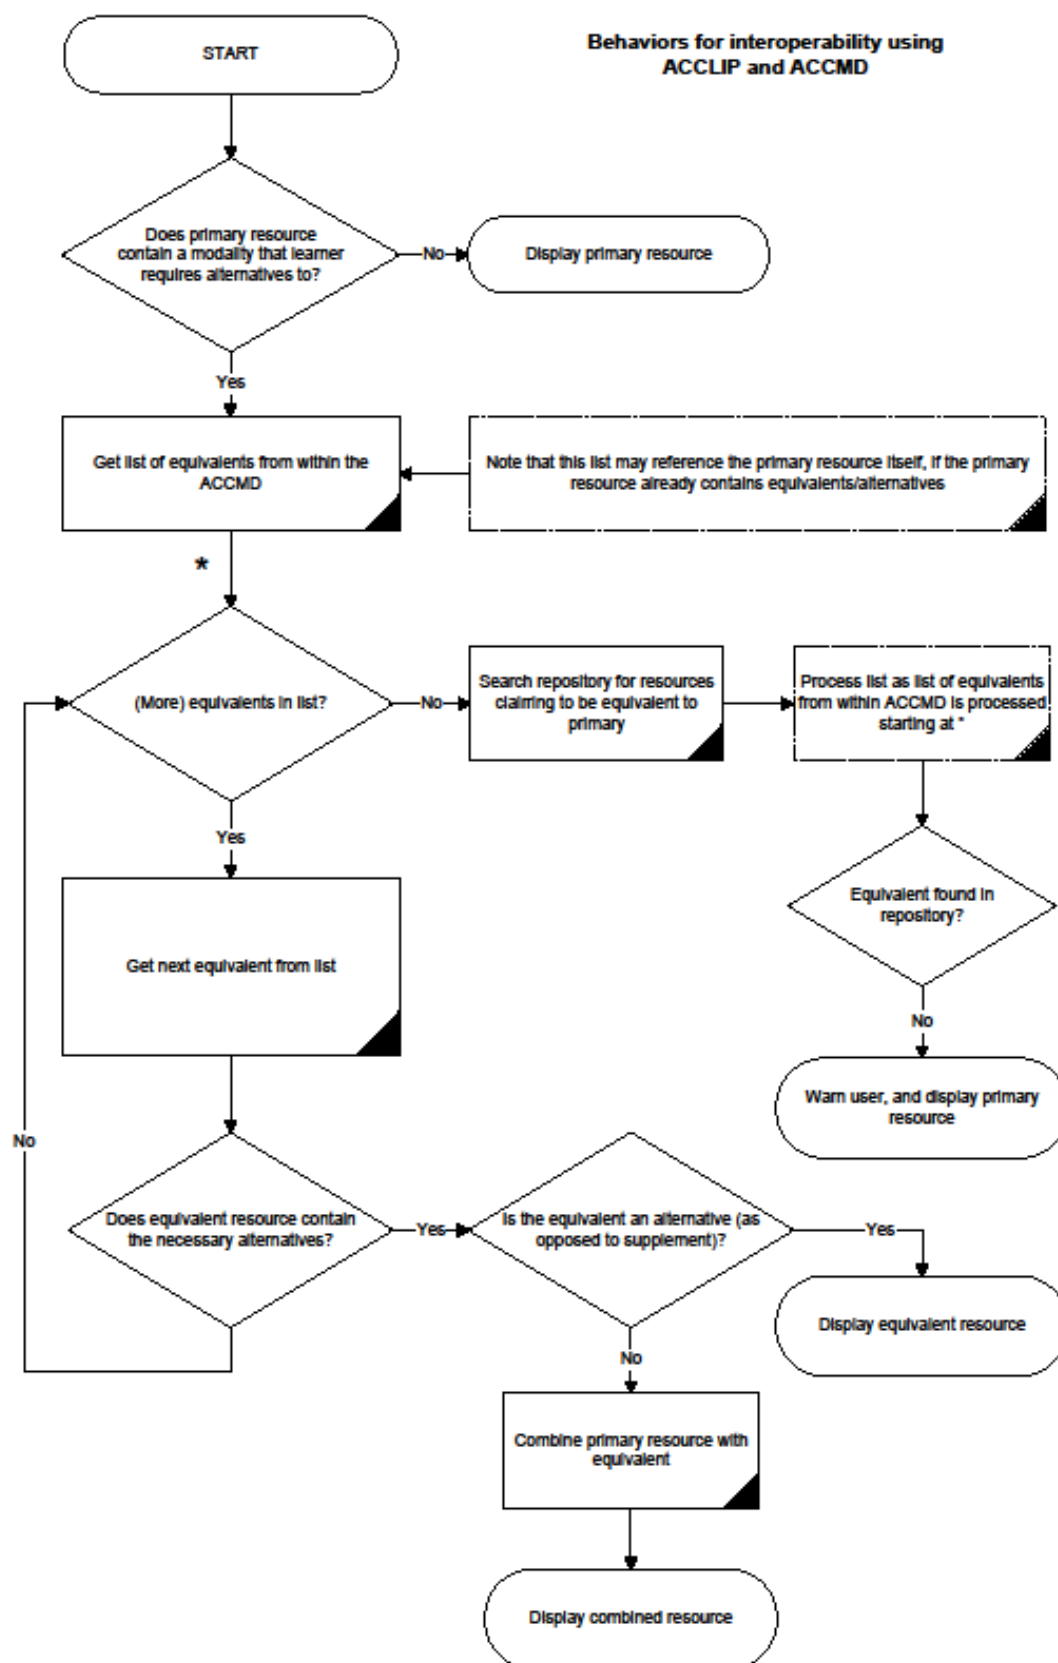 START
Behaviors for interoperability using
ACCLIP and ACCMD
Does primary resource
contain a modality that learner
requires alternatives to?
No
Display primary resource
Yes
Get list of equivalents from within the
ACCMD
Note that this list may reference the primary resource itself, if the primary
resource already contains equivalents/alternatives
*
(More) equivalents in list?
No
Search repository for resources
claiming to be equivalent to
primary
Process list as list of equivalents
from within ACCMD is processed
starting at *
Yes
Equivalent found in
repository?
Get next equivalent from list
No
Warn user, and display primary
resource
No
Does equivalent resource contain
the necessary alternatives?
Yes
Is the equivalent an alternative (as
opposed to supplement)?
Yes
Display equivalent resource
No
Combine primary resource with
equivalent
Display combined resource